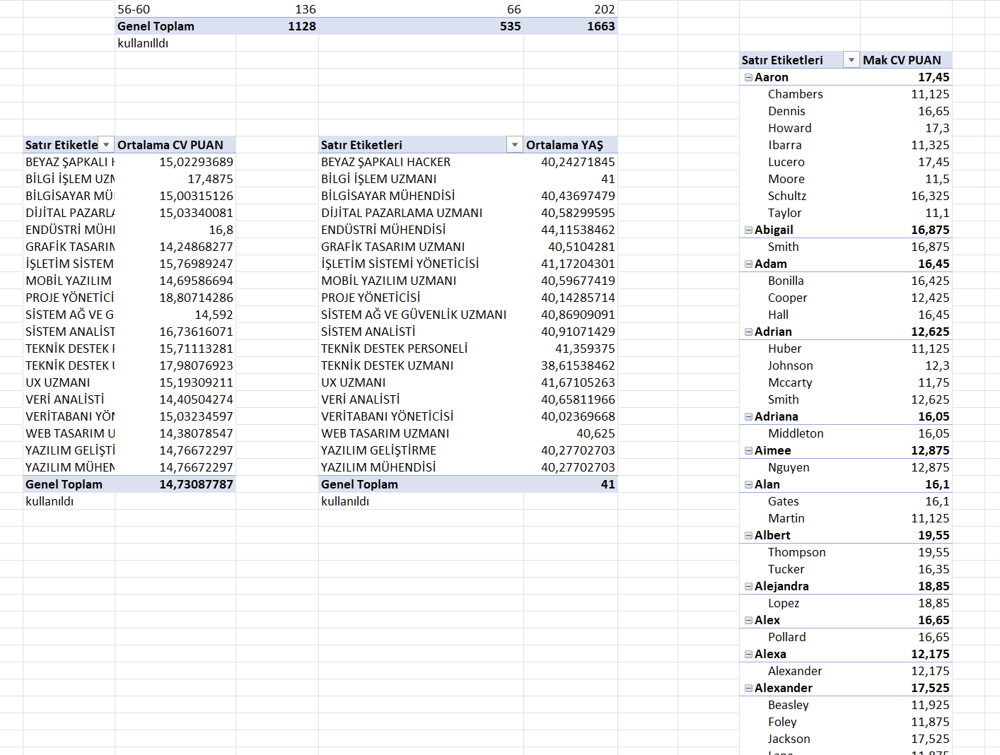 56-60 136 66 202
Genel Toplam 1128 535 1663
kullanılldı
Satır Etiketle Ortalama CV PUAN
BEYAZ ŞAPKALI H 15,02293689
BİLGİ İŞLEM UZM 17,4875
BİLGİSAYAR MÜH 15,00315126
DİJİTAL PAZARLA 15,03340081
ENDÜSTRİ MÜHE 16,8
GRAFİK TASARIM 14,24868277
İŞLETİM SİSTEM 15,76989247
MOBİL YAZILIM 14,69586694
PROJE YÖNETİCİ 18,80714286
SİSTEM AĞ VE G 14,592
SİSTEM ANALİST 16,73616071
TEKNİK DESTEK P 15,71113281
TEKNİK DESTEK U 17,98076923
UX UZMANI 15,19309211
VERİ ANALİSTİ 14,40504274
VERİTABANI YÖN 15,03234597
WEB TASARIM U 14,38078547
YAZILIM GELİŞTİ 14,76672297
YAZILIM MÜHEN 14,76672297
Genel Toplam 14,73087787
kullanıldı
Satır Etiketleri Ortalama YAŞ
BEYAZ ŞAPKALI HACKER 40,24271845
BİLGİ İŞLEM UZMANI 41
BİLGİSAYAR MÜHENDİSİ 40,43697479
DİJİTAL PAZARLAMA UZMANI 40,58299595
ENDÜSTRİ MÜHENDİSİ 44,11538462
GRAFİK TASARIM UZMANI 40,5104281
İŞLETİM SİSTEMİ YÖNETİCİSİ 41,17204301
MOBİL YAZILIM UZMANI 40,59677419
PROJE YÖNETİCİSİ 40,14285714
SİSTEM AĞ VE GÜVENLİK UZMANI 40,86909091
SİSTEM ANALİSTİ 40,91071429
TEKNİK DESTEK PERSONELİ 41,359375
TEKNİK DESTEK UZMANI 38,61538462
UX UZMANI 41,67105263
VERİ ANALİSTİ 40,65811966
VERİTABANI YÖNETİCİSİ 40,02369668
WEB TASARIM UZMANI 40,625
YAZILIM GELİŞTİRME 40,27702703
YAZILIM MÜHENDİSİ 40,27702703
Genel Toplam 41
kullanıldı
Satır Etiketleri Mak CV PUAN
Aaron 17,45
Chambers 11,125
Dennis 16,65
Howard 17,3
Ibarra 11,325
Lucero 17,45
Moore 11,5
Schultz 16,325
Taylor 11,1
Abigail 16,875
Smith 16,875
Adam 16,45
Bonilla 16,425
Cooper 12,425
Hall 16,45
Adrian 12,625
Huber 11,125
Johnson 12,3
Mccarty 11,75
Smith 12,625
Adriana 16,05
Middleton 16,05
Aimee 12,875
Nguyen 12,875
Alan 16,1
Gates 16,1
Martin 11,125
Albert 19,55
Thompson 19,55
Tucker 16,35
Alejandra 18,85
Lopez 18,85
Alex 16,65
Pollard 16,65
Alexa 12,175
Alexander 12,175
Alexander 17,525
Beasley 11,925
Foley 11,875
Jackson 17,525
Lane 11,875